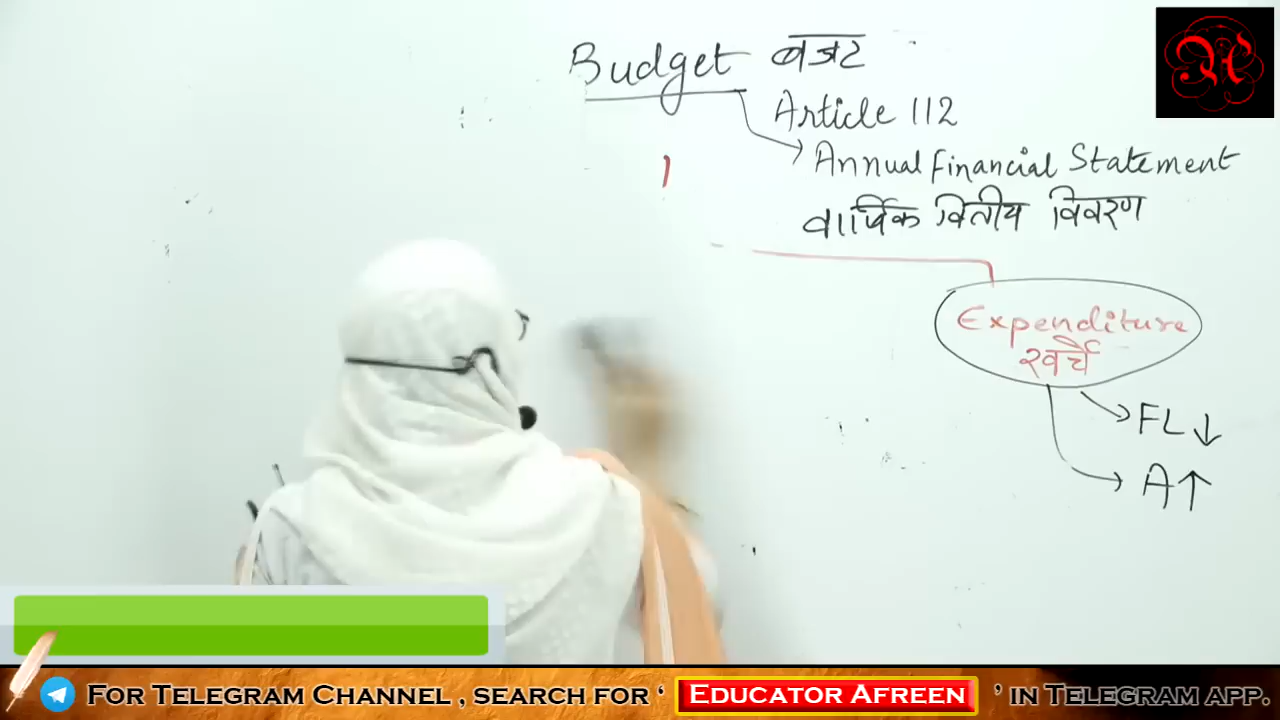 Budget बजट
Article 112
Annual Financial Statement
वार्षिक वित्तीय विवरण
Expenditure
खर्चे
FL↓
A↑
FOR TELEGRAM CHANNEL , SEARCH FOR ‘ EDUCATOR AFREEN ’ IN TELEGRAM APP.